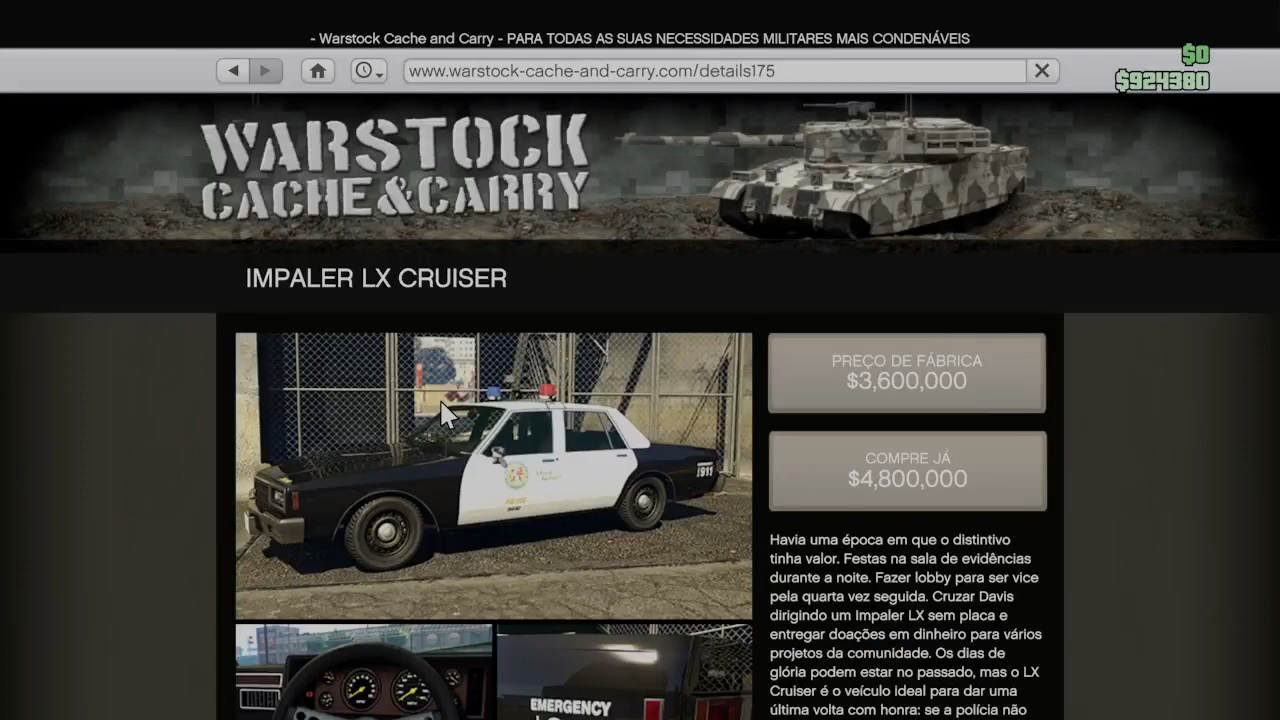 - Warstock Cache and Carry - PARA TODAS AS SUAS NECESSIDADES MILITARES MAIS CONDENÁVEIS
$0
www.warstock-cache-and-carry.com/details175
$924380
WARSTOCK
CACHE&CARRY
IMPALER LX CRUISER
PREÇO DE FÁBRICA
$3,600,000
COMPRE JÁ
$4,800,000
911
Havia uma época em que o distintivo
tinha valor. Festas na sala de evidências
durante a noite. Fazer lobby para ser vice
pela quarta vez seguida. Cruzar Davis
dirigindo um Impaler LX sem placa e
entregar doações em dinheiro para vários
projetos da comunidade. Os dias de
glória podem estar no passado, mas o LX
Cruiser é o veículo ideal para dar uma
última volta com honra: se a polícia não
EMERGENCY